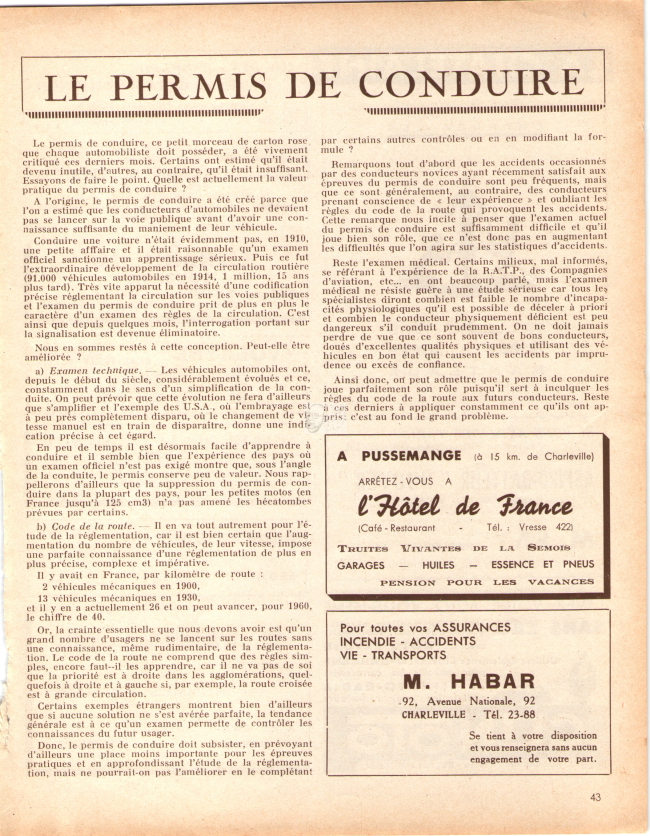 LE PERMIS DE CONDUIRE
Le permis de conduire, ce petit morceau de carton rose
que chaque automobiliste doit posséder, a été vivement
critiqué ces derniers mois. Certains ont estimé qu'il était
devenu inutile, d'autres, au contraire, qu'il était insuffisant.
Essayons de faire le point. Quelle est actuellement la valeur
pratique du permis de conduire ?
A l'origine, le permis de conduire a été créé parce que
l'on a estimé que les conducteurs d'automobiles ne devaient
pas se lancer sur la voie publique avant d'avoir une con-
naissance suffisante du maniement de leur véhicule.
Conduire une voiture n'était évidemment pas, en 1910,
une petite affaire et il était raisonnable qu'un examen
officiel sanctionne un apprentissage sérieux. Puis ce fut
l'extraordinaire développement de la circulation routière
(91.000 véhicules automobiles en 1914, 1 million, 15 ans
plus tard). Très vite apparut la nécessité d'une codification
précise réglementant la circulation sur les voies publiques
et l'examen du permis de conduire prit de plus en plus le
caractère d'un examen des règles de la circulation. C'est
ainsi que depuis quelques mois, l'interrogation portant sur
la signalisation est devenue éliminatoire.
Nous en sommes restés à cette conception. Peut-elle être
améliorée ?
a) Examen technique. — Les véhicules automobiles ont,
depuis le début du siècle, considérablement évolués et ce,
constamment dans le sens d'un simplification de la con-
duite. On peut prévoir que cette évolution ne fera d'ailleurs
que s'amplifier et l'exemple des U.S.A., où l'embrayage est
à peu près complètement disparu, où le changement de vi-
tesse manuel est en train de disparaître, donne une indi-
cation précise à cet égard.
En peu de temps il est désormais facile d'apprendre à
conduire et il semble bien que l'expérience des pays où
un examen officiel n'est pas exigé montre que, sous l'angle
de la conduite, le permis conserve peu de valeur. Nous rap-
pellerons d'ailleurs que la suppression du permis de con-
duire dans la plupart des pays, pour les petites motos (en
France jusqu'à 125 cm3) n'a pas amené les hécatombes
prévues par certains.
b) Code de la route. — Il en va tout autrement pour l'é-
tude de la réglementation, car il est bien certain que l'aug-
mentation du nombre de véhicules, de leur vitesse, impose
une parfaite connaissance d'une réglementation de plus en
plus précise, complexe et impérative.
Il y avait en France, par kilomètre de route :
2 véhicules mécaniques en 1900,
13 véhicules mécaniques en 1930,
et il y en a actuellement 26 et on peut avancer, pour 1960,
le chiffre de 40.
Or, la crainte essentielle que nous devons avoir est qu'un
grand nombre d'usagers ne se lancent sur les routes sans
une connaissance, même rudimentaire, de la réglementa-
tion. Le code de la route ne comprend que des règles sim-
ples, encore faut--il les apprendre, car il ne va pas de soi
que la priorité est à droite dans les agglomérations, quel-
quefois à droite et à gauche si, par exemple, la route croisée
est à grande circulation.
Certains exemples étrangers montrent bien d'ailleurs
que si aucune solution ne s'est avérée parfaite, la tendance
générale est à ce qu'un examen permette de contrôler les
connaissances du futur usager.
Donc, le permis de conduire doit subsister, en prévoyant
d'ailleurs une place moins importante pour les épreuves
pratiques et en approfondissant l'étude de la réglementa-
tion, mais ne pourrait-on pas l'améliorer en le complétant
par certains autres contrôles ou en en modifiant la for-
mule ?
Remarquons tout d'abord que les accidents occasionnés
par des conducteurs novices ayant récemment satisfait aux
épreuves du permis de conduire sont peu fréquents, mais
que ce sont généralement, au contraire, des conducteurs
prenant conscience de « leur expérience » et oubliant les
règles du code de la route qui provoquent les accidents.
Cette remarque nous incite à penser que l'examen actuel
du permis de conduire est suffisamment difficile et qu'il
joue bien son rôle, que ce n'est donc pas en augmentant
les difficultés que l'on agira sur les statistiques d'accidents.
Reste l'examen médical. Certains milieux, mal informés,
se référant à l'expérience de la R.A.T.P., des Compagnies
d'aviation, etc... en ont beaucoup parlé, mais l'examen
médical ne résiste guère à une étude sérieuse car tous les
spécialistes diront combien est faible le nombre d'incapa-
cités physiologiques qu'il est possible de déceler à priori
et combien le conducteur physiquement déficient est peu
dangereux s'il conduit prudemment. On ne doit jamais
perdre de vue que ce sont souvent de bons conducteurs,
doués d'excellentes qualités physiques et utilisant des vé-
hicules en bon état qui causent les accidents par impru-
dence ou excès de confiance.
Ainsi donc, on peut admettre que le permis de conduire
joue parfaitement son rôle puisqu'il sert à inculquer les
règles du code de la route aux futurs conducteurs. Reste
à ces derniers à appliquer constamment ce qu'ils ont ap-
pris: c'est au fond le grand problème.
A PUSSEMANGE (à 15 km. de Charleville)
ARRÊTEZ-VOUS A
l'Hôtel de France
(Café - Restaurant - Tél. : Vresse 422)
TRUITES VIVANTES DE LA SEMOIS
GARAGES — HUILES — ESSENCE ET PNEUS
PENSION POUR LES VACANCES
Pour toutes vos ASSURANCES
INCENDIE - ACCIDENTS
VIE - TRANSPORTS
M. HABAR
92, Avenue Nationale, 92
CHARLEVILLE - Tél. 23-88
Se tient à votre disposition
et vous renseignera sans aucun
engagement de votre part.
43